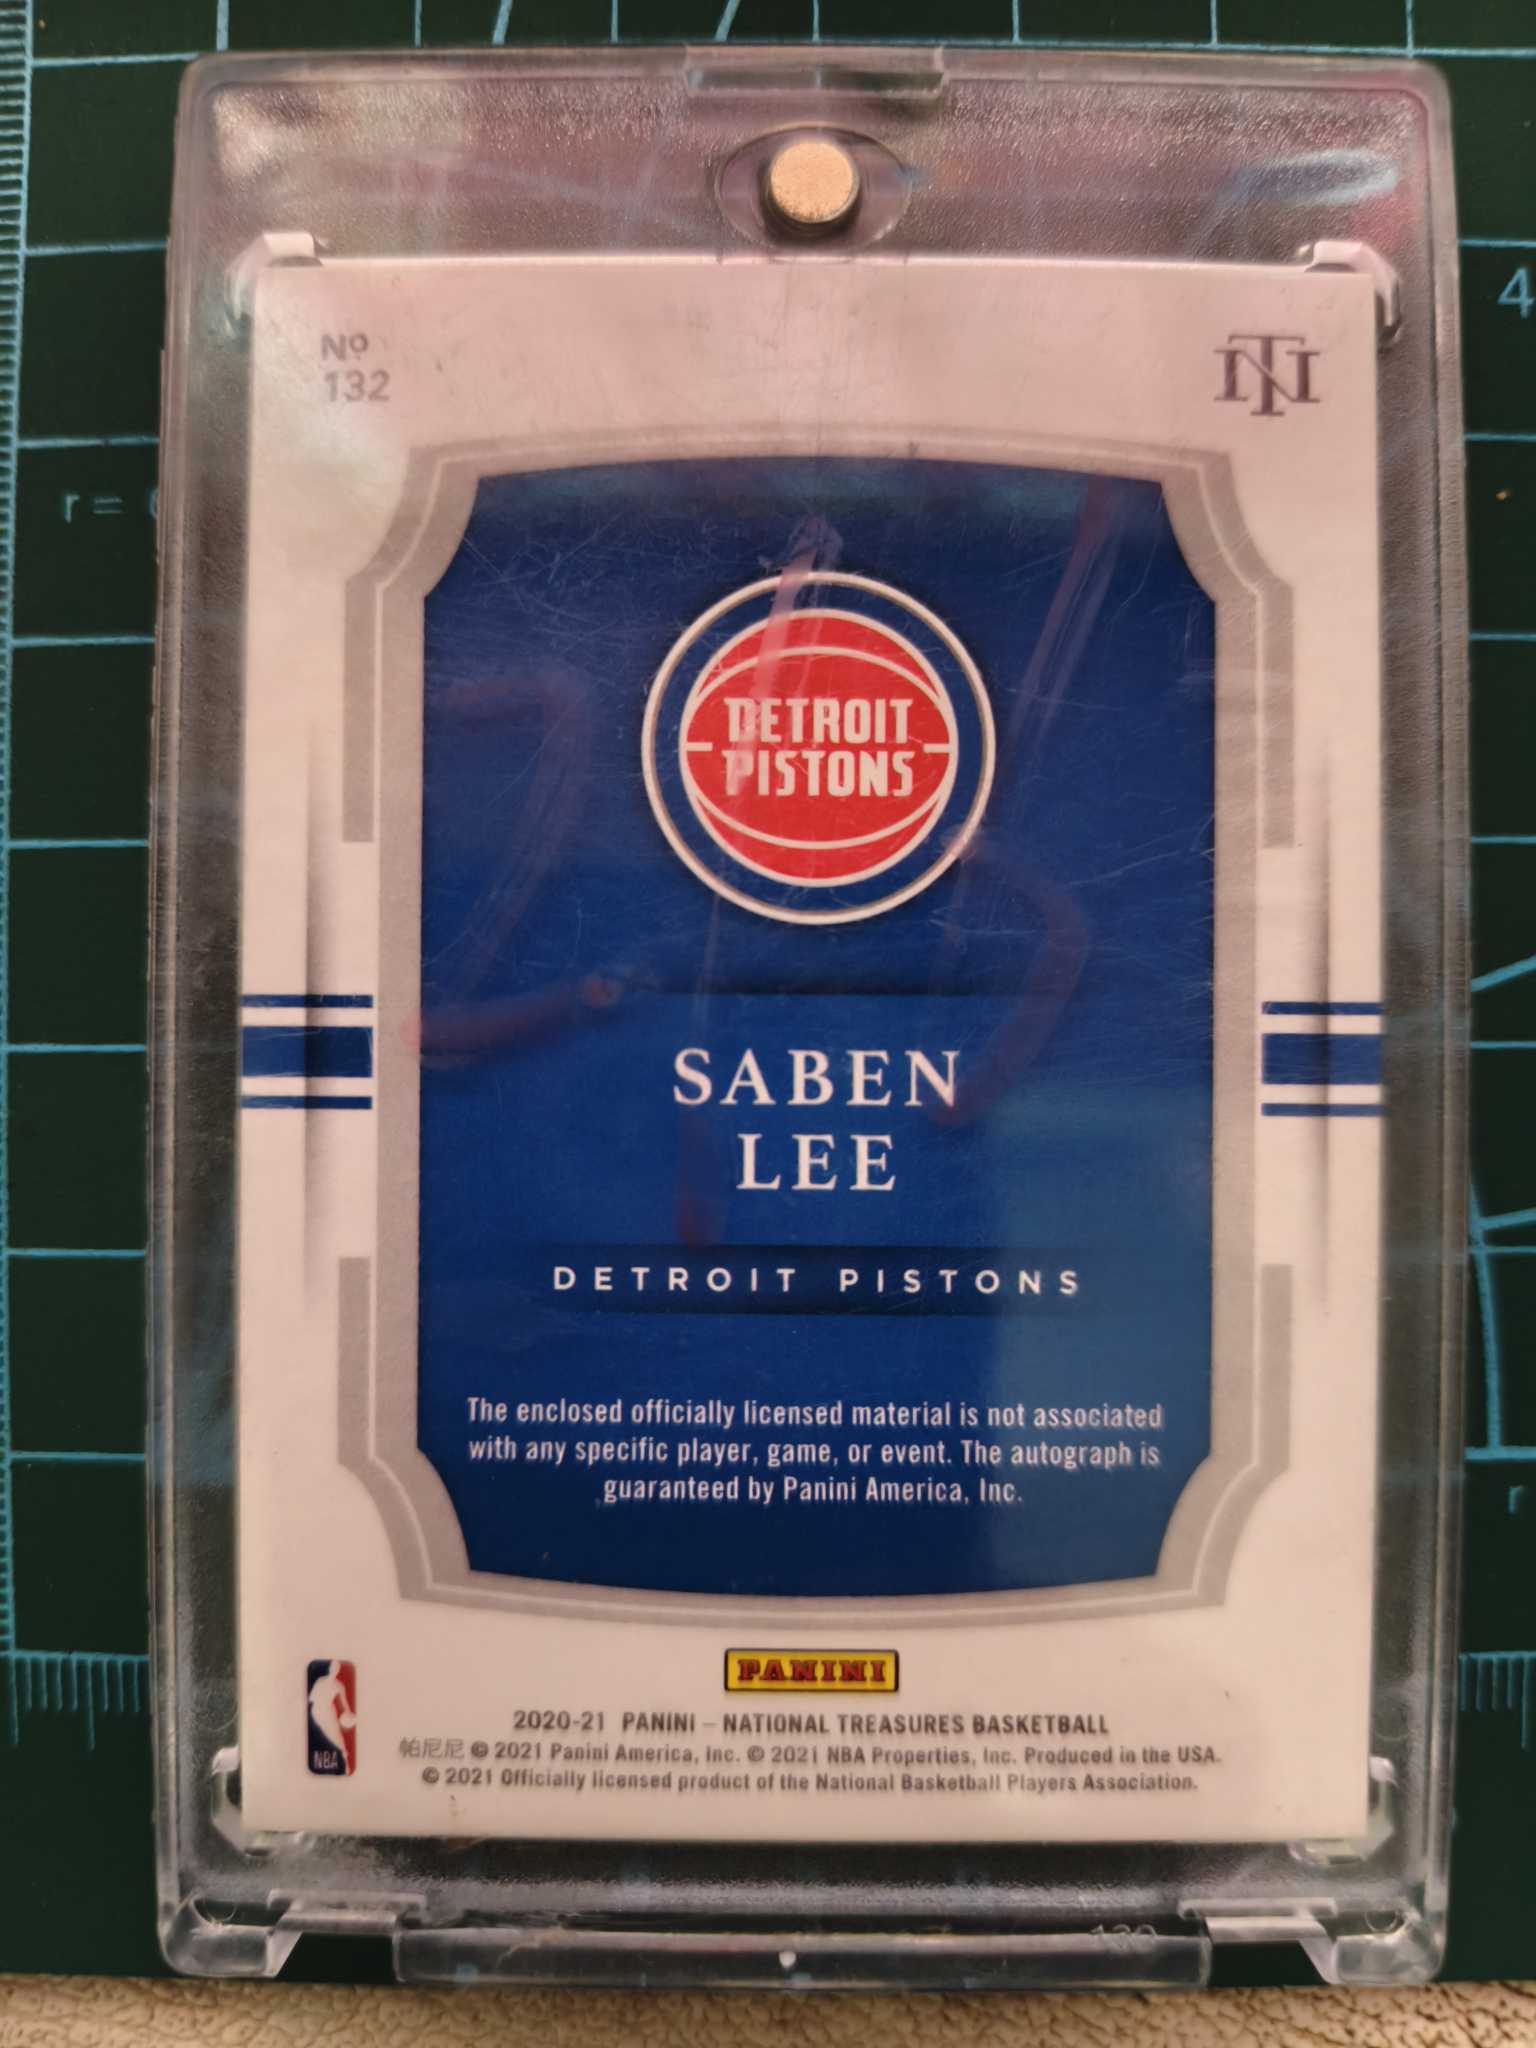 Nº
132
NT
DETROIT
PISTONS
SABEN
LEE
DETROIT PISTONS
The enclosed officially licensed material is not associated
with any specific player, game, or event. The autograph is
guaranteed by Panini America, Inc.
PANINI
2020-21 PANINI – NATIONAL TREASURES BASKETBALL
帕尼尼 © 2021 Panini America, Inc. © 2021 NBA Properties, Inc. Produced in the USA.
© 2021 Officially licensed product of the National Basketball Players Association.
NBA
r =
4
r
130